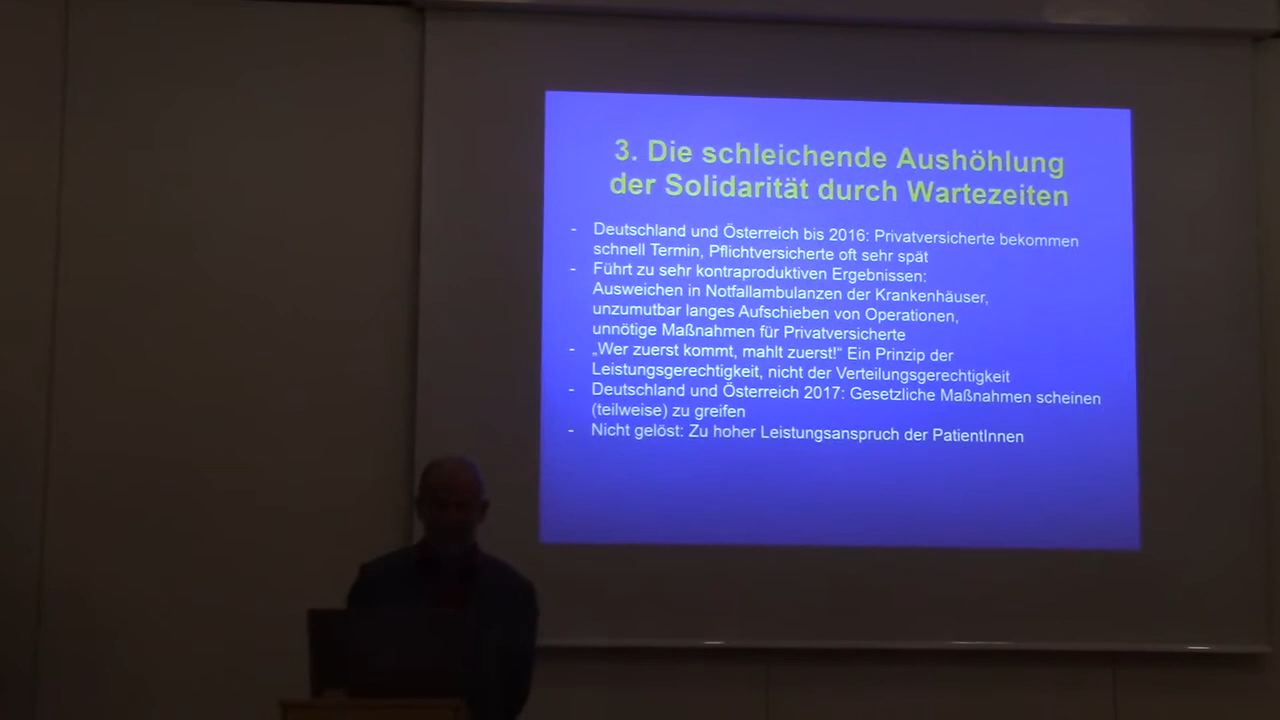 3. Die schleichende Aushöhlung
der Solidarität durch Wartezeiten
- Deutschland und Österreich bis 2016: Privatversicherte bekommen
schnell Termin, Pflichtversicherte oft sehr spät
- Führt zu sehr kontraproduktiven Ergebnissen:
Ausweichen in Notfallambulanzen der Krankenhäuser,
unzumutbar langes Aufschieben von Operationen,
unnötige Maßnahmen für Privatversicherte
- „Wer zuerst kommt, mahlt zuerst!“ Ein Prinzip der
Leistungsgerechtigkeit, nicht der Verteilungsgerechtigkeit
- Deutschland und Österreich 2017: Gesetzliche Maßnahmen scheinen
(teilweise) zu greifen
- Nicht gelöst: Zu hoher Leistungsanspruch der PatientInnen